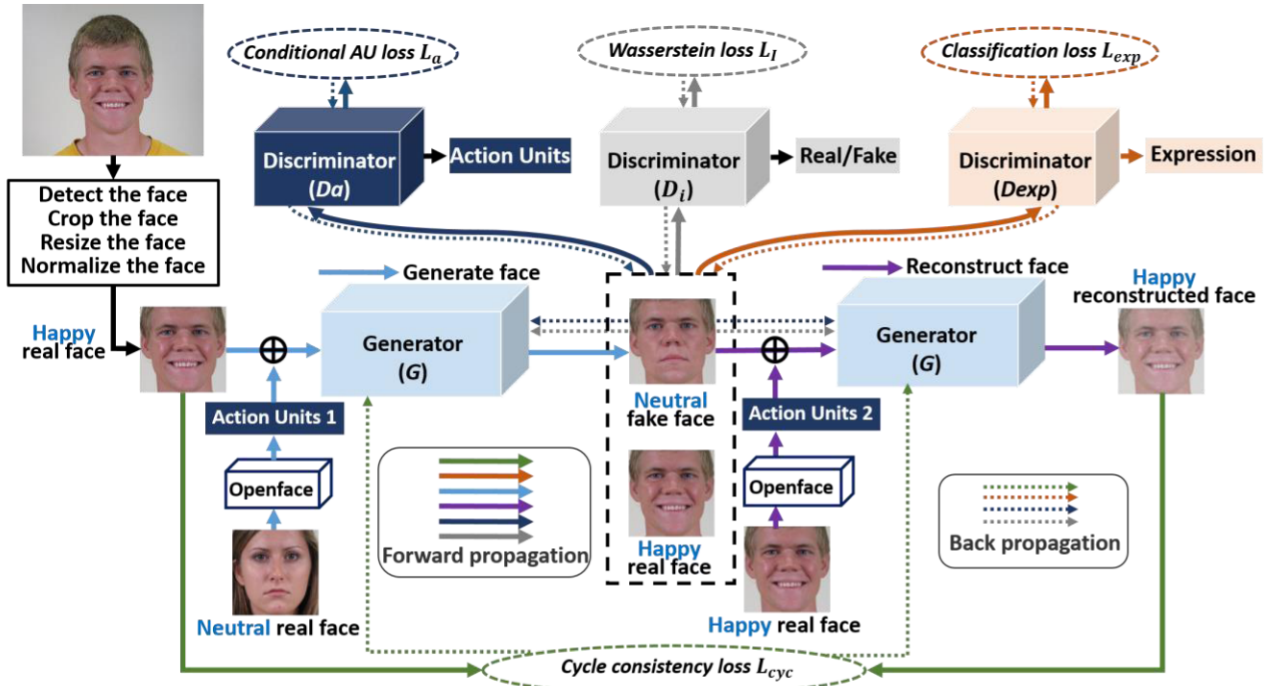 Conditional AU loss L_a
Wasserstein loss L_I
Classification loss L_exp
Discriminator
(Da)
Action Units
Discriminator
(D_i)
Real/Fake
Discriminator
(Dexp)
Expression
Detect the face
Crop the face
Resize the face
Normalize the face
Generate face
Reconstruct face
Happy
reconstructed face
Happy
real face
Generator
(G)
Generator
(G)
Neutral
fake face
Action Units 1
Action Units 2
Openface
Openface
Forward propagation
Back propagation
Happy
real face
Neutral real face
Happy real face
Cycle consistency loss L_cyc